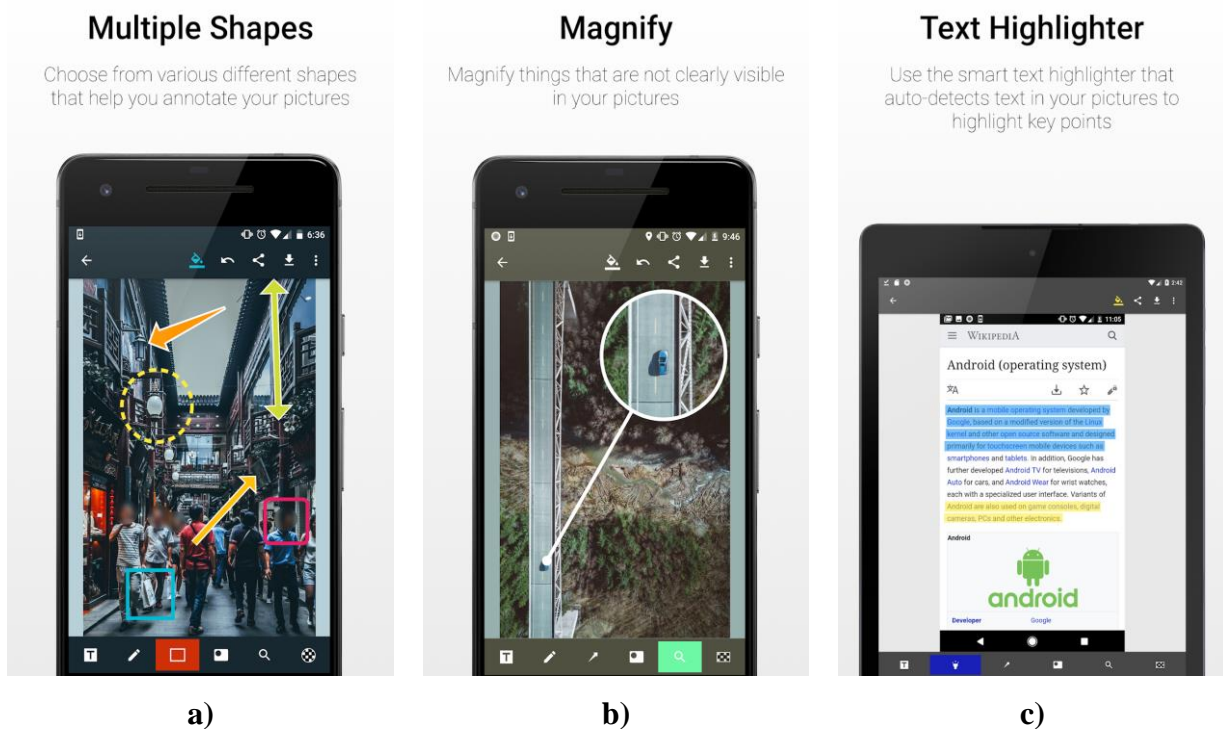 Multiple Shapes
Choose from various different shapes
that help you annotate your pictures
6:36
T
a)
Magnify
Magnify things that are not clearly visible
in your pictures
9:46
T
b)
Text Highlighter
Use the smart text highlighter that
auto-detects text in your pictures to
highlight key points
2:42
11:05
WIKIPEDIA
Android (operating system)
Android is a mobile operating system developed by
Google, based on a modified version of the Linux
kernel and other open source software and designed
primarily for touchscreen mobile devices such as
smartphones and tablets. In addition, Google has
further developed Android TV for televisions, Android
Auto for cars, and Android Wear for wrist watches,
each with a specialized user interface. Variants of
Android are also used on game consoles, digital
cameras, PCs and other electronics.
Android
android
Developer Google
T
c)